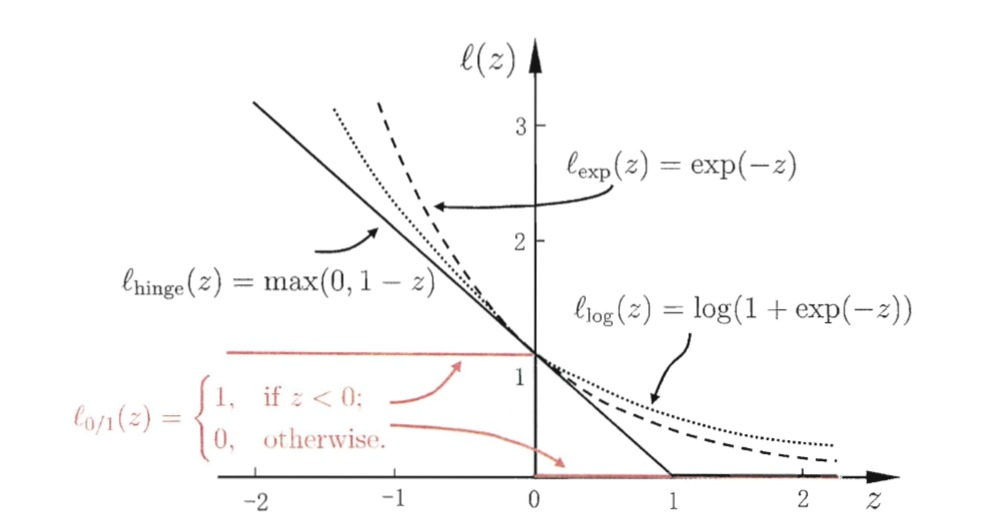 ℓ(z)
3
ℓ_exp(z) = exp(−z)
2
ℓ_hinge(z) = max(0, 1 − z)
ℓ_log(z) = log(1 + exp(−z))
1
ℓ_0/1(z) = { 1, if z < 0;
0, otherwise.
−2 −1 0 1 2 z